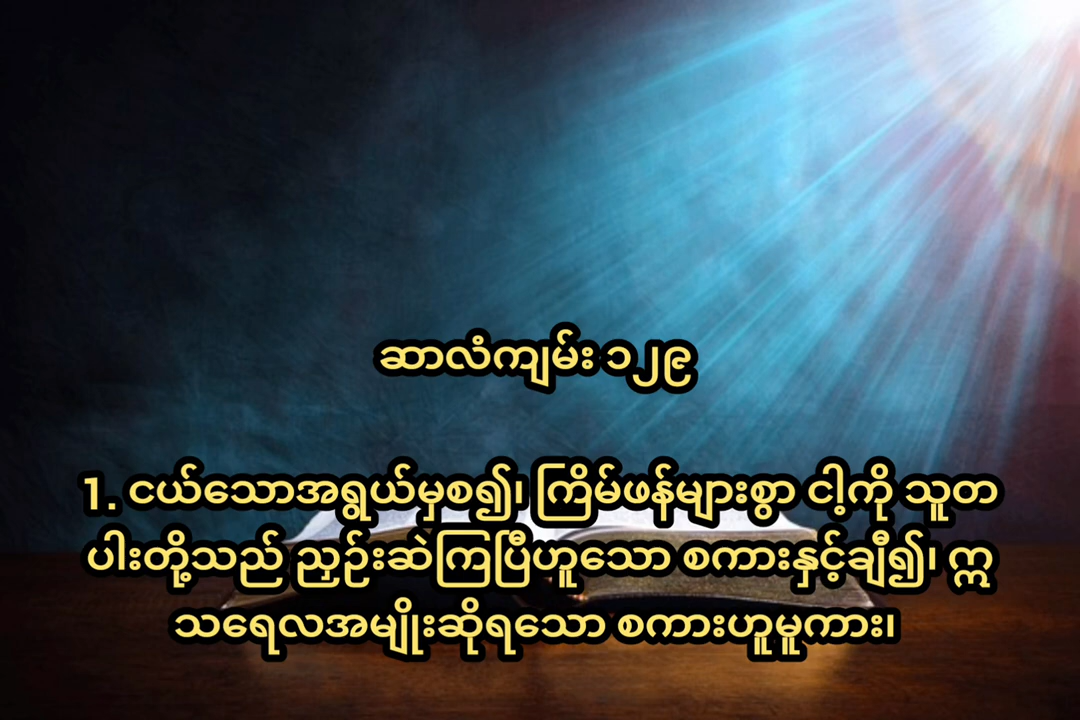 ဆာလံကျမ်း ၁၂၉
1. ငယ်သောအရွယ်မှစ၍၊ ကြိမ်ဖန်များစွာ ငါ့ကို သူတ
ပါးတို့သည် ညှဉ်းဆဲကြပြီဟူသော စကားနှင့်ချီ၍၊ ဣ
သရေလအမျိုးဆိုရသော စကားဟူမူကား၊